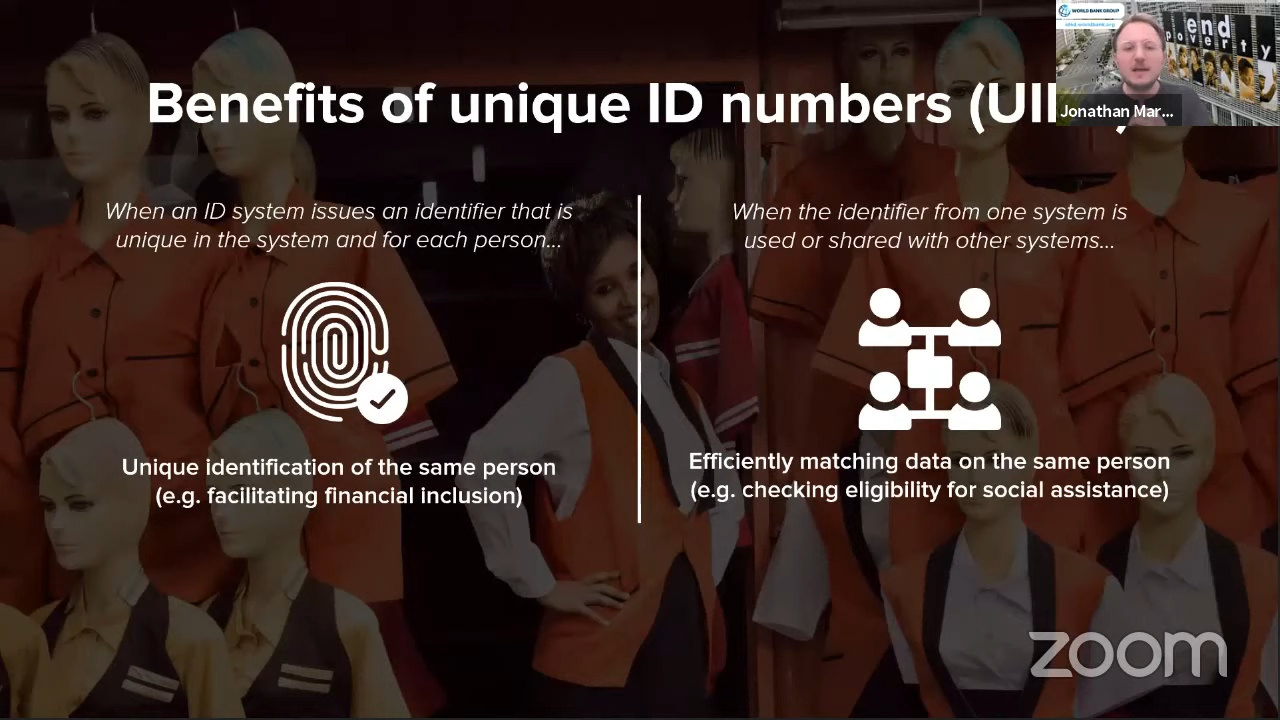 Benefits of unique ID numbers
WORLD BANK GROUP
id4d.worldbank.org
end
poverty
Jonathan Mar...
When an ID system issues an identifier that is
unique in the system and for each person...
Unique identification of the same person
(e.g. facilitating financial inclusion)
When the identifier from one system is
used or shared with other systems...
Efficiently matching data on the same person
(e.g. checking eligibility for social assistance)
zoom